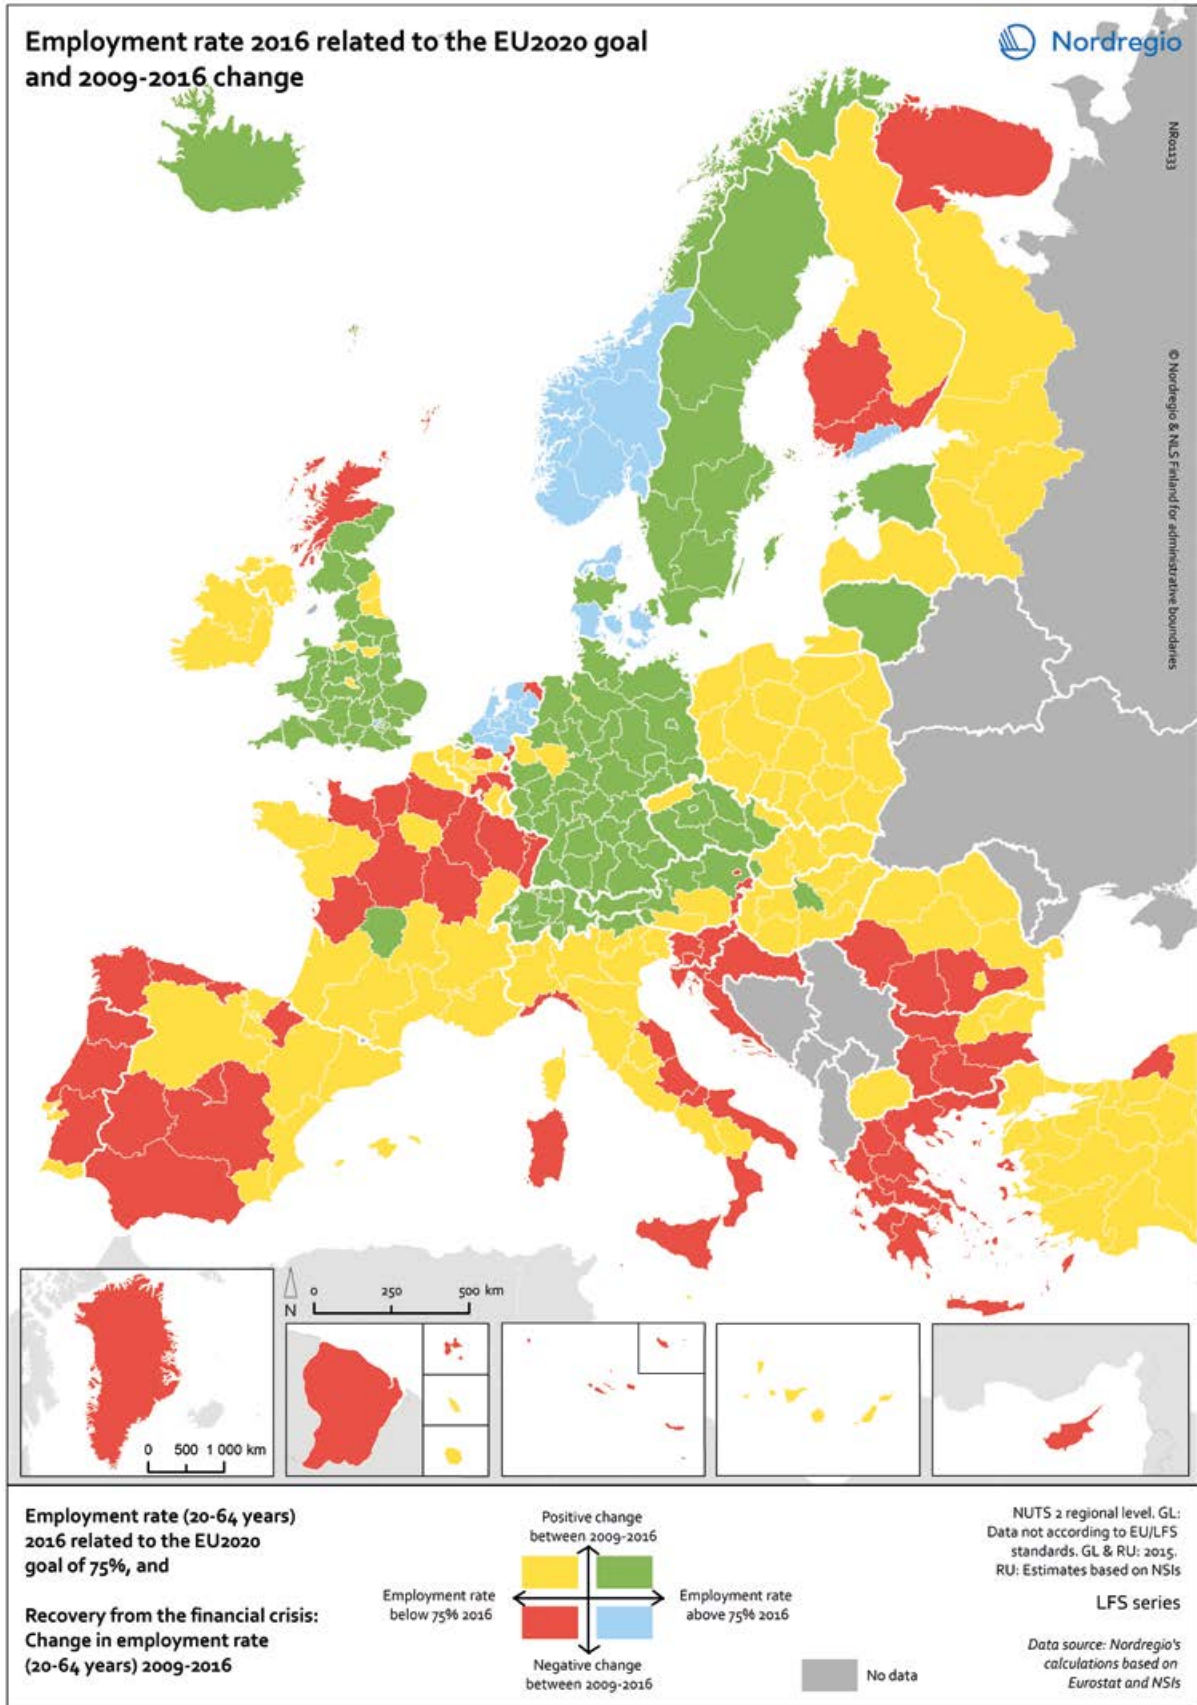 Employment rate 2016 related to the EU2020 goal
and 2009-2016 change
Nordregio
NR01133
© Nordregio & NLS Finland for administrative boundaries
N
0 250 500 km
0 500 1 000 km
Employment rate (20-64 years)
2016 related to the EU2020
goal of 75%, and
Recovery from the financial crisis:
Change in employment rate
(20-64 years) 2009-2016
Positive change
between 2009-2016
Employment rate
below 75% 2016
Employment rate
above 75% 2016
Negative change
between 2009-2016
No data
NUTS 2 regional level. GL:
Data not according to EU/LFS
standards. GL & RU: 2015.
RU: Estimates based on NSIs
LFS series
Data source: Nordregio's
calculations based on
Eurostat and NSIs